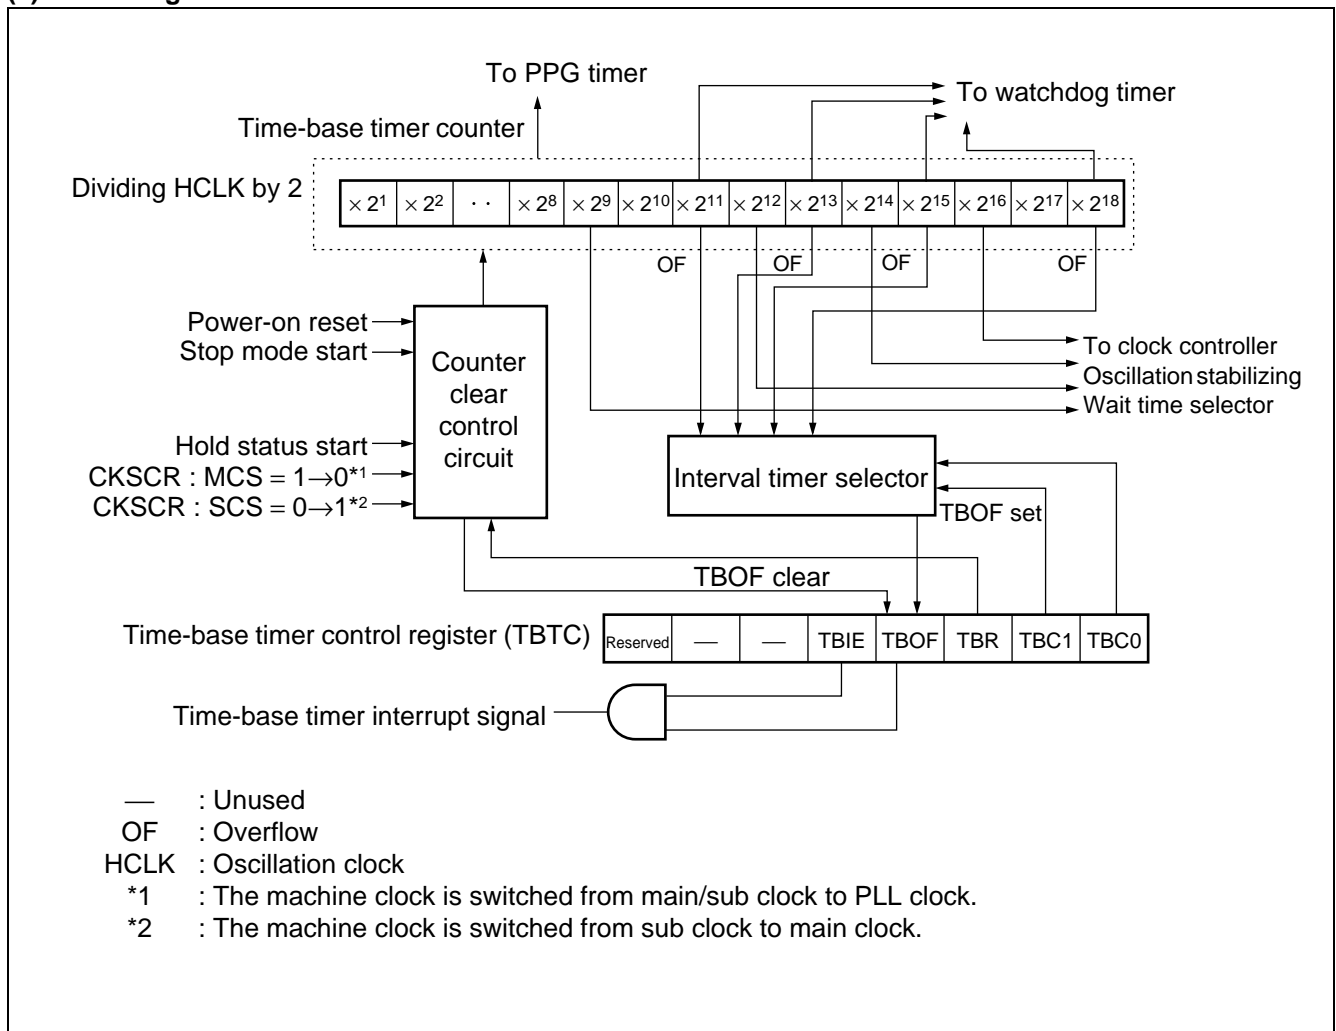 To PPG timer
To watchdog timer
Time-base timer counter
Dividing HCLK by 2
× 2¹ × 2² · · × 2⁸ × 2⁹ × 2¹⁰ × 2¹¹ × 2¹² × 2¹³ × 2¹⁴ × 2¹⁵ × 2¹⁶ × 2¹⁷ × 2¹⁸
OF OF OF OF
Power-on reset
Stop mode start
Counter
clear
control
circuit
To clock controller
Oscillation stabilizing
Wait time selector
Hold status start
CKSCR : MCS = 1→0*1
CKSCR : SCS = 0→1*2
Interval timer selector
TBOF set
TBOF clear
Time-base timer control register (TBTC)
Reserved — — TBIE TBOF TBR TBC1 TBC0
Time-base timer interrupt signal
— : Unused
OF : Overflow
HCLK : Oscillation clock
*1 : The machine clock is switched from main/sub clock to PLL clock.
*2 : The machine clock is switched from sub clock to main clock.